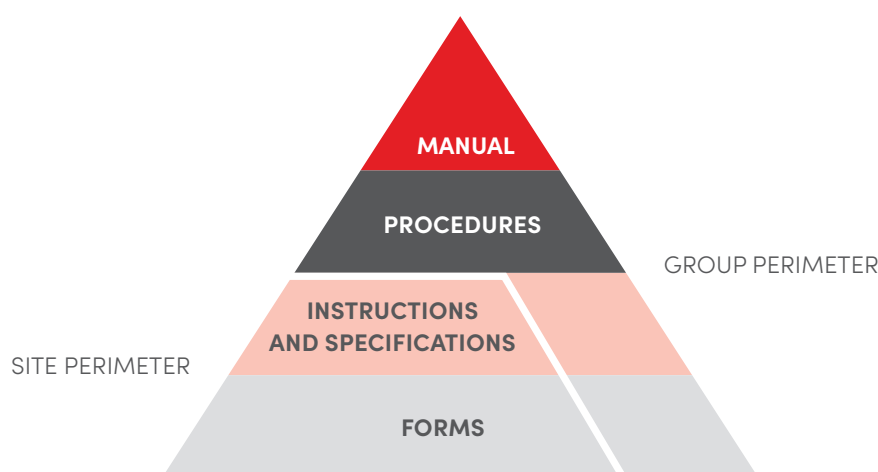 MANUAL
PROCEDURES
GROUP PERIMETER
INSTRUCTIONS
AND SPECIFICATIONS
SITE PERIMETER
FORMS